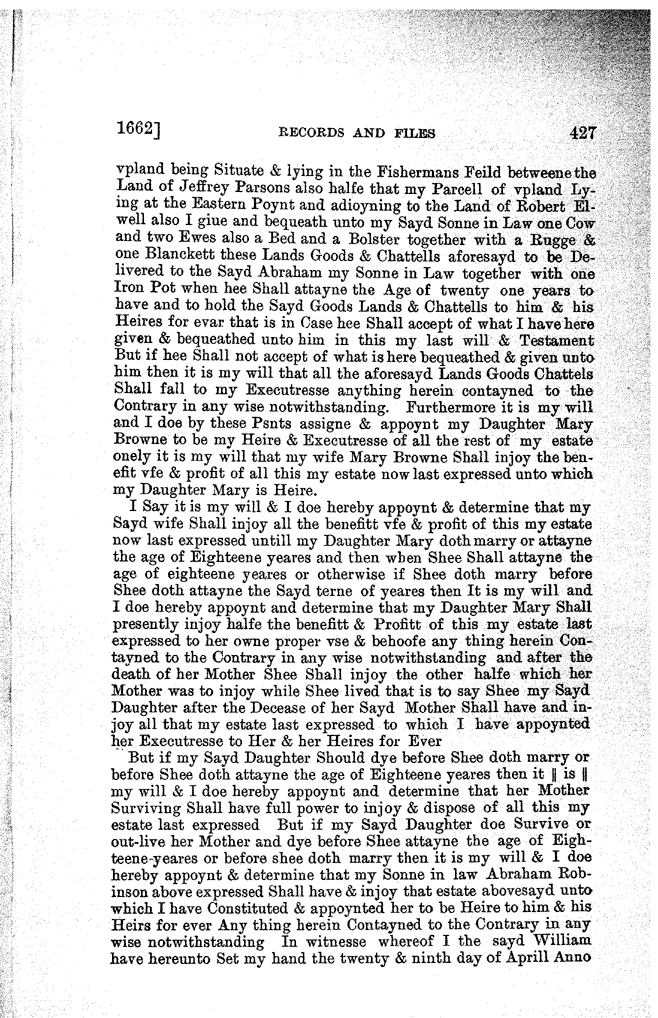 1662] RECORDS AND FILES 427
vpland being Situate & lying in the Fishermans Feild betweene the
Land of Jeffrey Parsons also halfe that my Parcell of vpland Ly-
ing at the Eastern Poynt and adioyning to the Land of Robert El-
well also I giue and bequeath unto my Sayd Sonne in Law one Cow
and two Ewes also a Bed and a Bolster together with a Rugge &
one Blanckett these Lands Goods & Chattells aforesayd to be De-
livered to the Sayd Abraham my Sonne in Law together with one
Iron Pot when hee Shall attayne the Age of twenty one years to
have and to hold the Sayd Goods Lands & Chattells to him & his
Heires for evar that is in Case hee Shall accept of what I have here
given & bequeathed unto him in this my last will & Testament
But if hee Shall not accept of what is here bequeathed & given unto
him then it is my will that all the aforesayd Lands Goods Chattels
Shall fall to my Executresse anything herein contayned to the
Contrary in any wise notwithstanding. Furthermore it is my will
and I doe by these Psnts assigne & appoynt my Daughter Mary
Browne to be my Heire & Executresse of all the rest of my estate
onely it is my will that my wife Mary Browne Shall injoy the ben-
efit vfe & profit of all this my estate now last expressed unto which
my Daughter Mary is Heire.
I Say it is my will & I doe hereby appoynt & determine that my
Sayd wife Shall injoy all the benefitt vfe & profit of this my estate
now last expressed untill my Daughter Mary doth marry or attayne
the age of Eighteene yeares and then when Shee Shall attayne the
age of eighteene yeares or otherwise if Shee doth marry before
Shee doth attayne the Sayd terne of yeares then It is my will and
I doe hereby appoynt and determine that my Daughter Mary Shall
presently injoy halfe the benefitt & Profitt of this my estate last
expressed to her owne proper vse & behoofe any thing herein Con-
tayned to the Contrary in any wise notwithstanding and after the
death of her Mother Shee Shall injoy the other halfe which her
Mother was to injoy while Shee lived that is to say Shee my Sayd
Daughter after the Decease of her Sayd Mother Shall have and in-
joy all that my estate last expressed to which I have appoynted
her Executresse to Her & her Heires for Ever
But if my Sayd Daughter Should dye before Shee doth marry or
before Shee doth attayne the age of Eighteene yeares then it || is ||
my will & I doe hereby appoynt and determine that her Mother
Surviving Shall have full power to injoy & dispose of all this my
estate last expressed But if my Sayd Daughter doe Survive or
out-live her Mother and dye before Shee attayne the age of Eigh-
teene yeares or before shee doth marry then it is my will & I doe
hereby appoynt & determine that my Sonne in law Abraham Rob-
inson above expressed Shall have & injoy that estate abovesayd unto
which I have Constituted & appoynted her to be Heire to him & his
Heirs for ever Any thing herein Contayned to the Contrary in any
wise notwithstanding In witnesse whereof I the sayd William
have hereunto Set my hand the twenty & ninth day of Aprill Anno